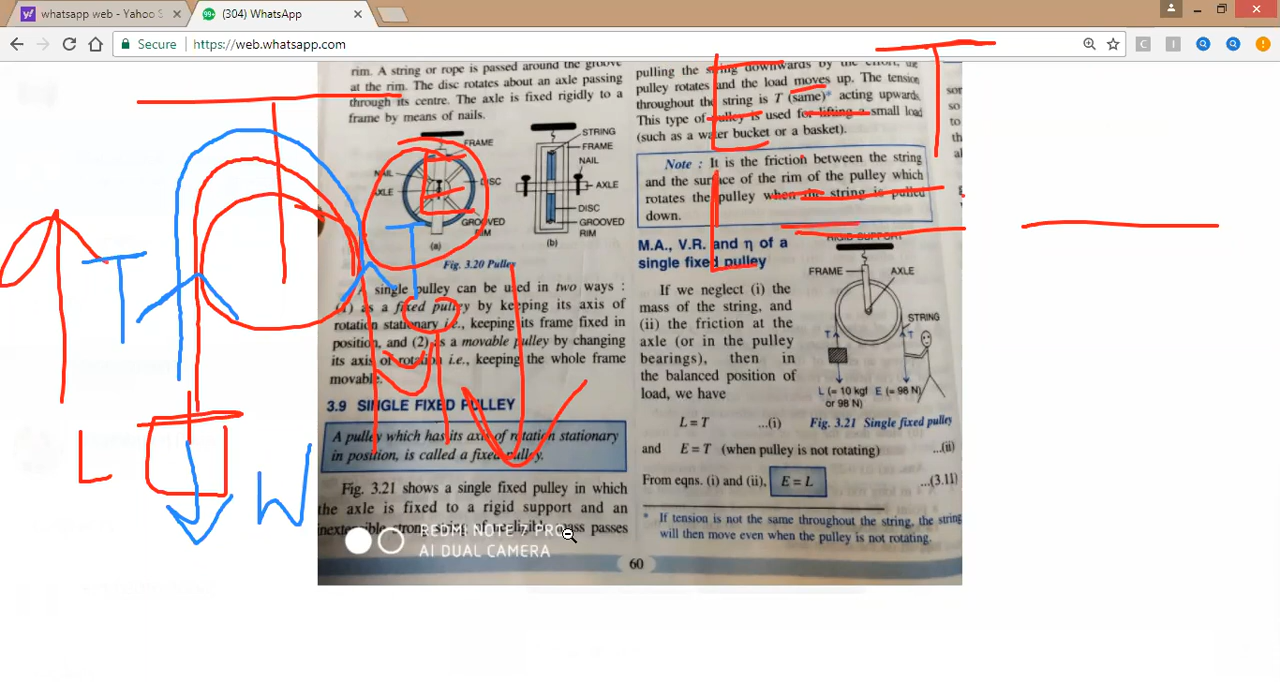 whatsapp web - Yahoo S
99+
(304) WhatsApp
Secure
https://web.whatsapp.com
rim. A string or rope is passed around the groove
at the rim. The disc rotates about an axle passing
through its centre. The axle is fixed rigidly to a
frame by means of nails.
FRAME
NAIL
AXLE
DISC
GROOVED
RIM
(a)
STRING
FRAME
NAIL
AXLE
DISC
GROOVED
RIM
(b)
Fig. 3.20 Pulley
A single pulley can be used in two ways :
(1) as a fixed pulley by keeping its axis of
rotation stationary i.e., keeping its frame fixed in
position, and (2) as a movable pulley by changing
its axis of rotation i.e., keeping the whole frame
movable.
3.9 SINGLE FIXED PULLEY
A pulley which has its axis of rotation stationary
in position, is called a fixed pulley.
Fig. 3.21 shows a single fixed pulley in which
the axle is fixed to a rigid support and an
inextensible strong string of negligible mass passes
REDMI NOTE 7 PRO
AI DUAL CAMERA
pulling the string downwards by the effort, the
pulley rotates and the load moves up. The tension
throughout the string is T (same)* acting upwards.
This type of pulley is used for lifting a small load
(such as a water bucket or a basket).
Note : It is the friction between the string
and the surface of the rim of the pulley which
rotates the pulley when the string is pulled
down.
M.A., V.R. and η of a
single fixed pulley
If we neglect (i) the
mass of the string, and
(ii) the friction at the
axle (or in the pulley
bearings), then in
the balanced position of
load, we have
L = T ...(i)
and E = T (when pulley is not rotating) ...(ii)
From eqns. (i) and (ii), E = L ...(3.11)
RIGID SUPPORT
FRAME
AXLE
STRING
T
T
L (= 10 kgf
or 98 N)
E (= 98 N)
Fig. 3.21 Single fixed pulley
* If tension is not the same throughout the string, the string
will then move even when the pulley is not rotating.
60
T
L
W
T
E
E
L
T